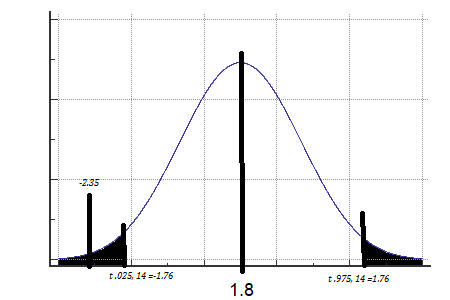 -2.35
t .025, 14 =-1.76
t .975, 14 =1.76
1.8